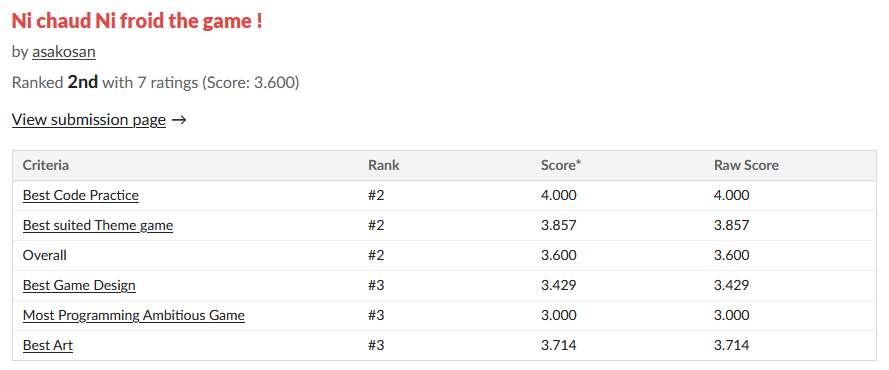 Ni chaud Ni froid the game !
by asakosan
Ranked 2nd with 7 ratings (Score: 3.600)
View submission page →
Criteria Rank Score* Raw Score
Best Code Practice #2 4.000 4.000
Best suited Theme game #2 3.857 3.857
Overall #2 3.600 3.600
Best Game Design #3 3.429 3.429
Most Programming Ambitious Game #3 3.000 3.000
Best Art #3 3.714 3.714